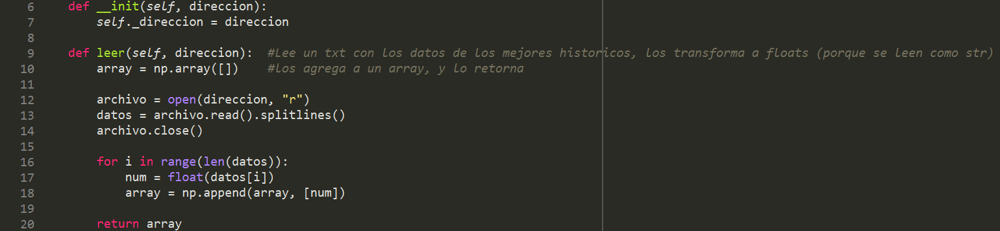 6 def __init(self, direccion):
7 self._direccion = direccion
8
9 def leer(self, direccion): #Lee un txt con los datos de los mejores historicos, los transforma a floats (porque se leen como str)
10 array = np.array([]) #los agrega a un array, y lo retorna
11
12 archivo = open(direccion, "r")
13 datos = archivo.read().splitlines()
14 archivo.close()
15
16 for i in range(len(datos)):
17 num = float(datos[i])
18 array = np.append(array, [num])
19
20 return array